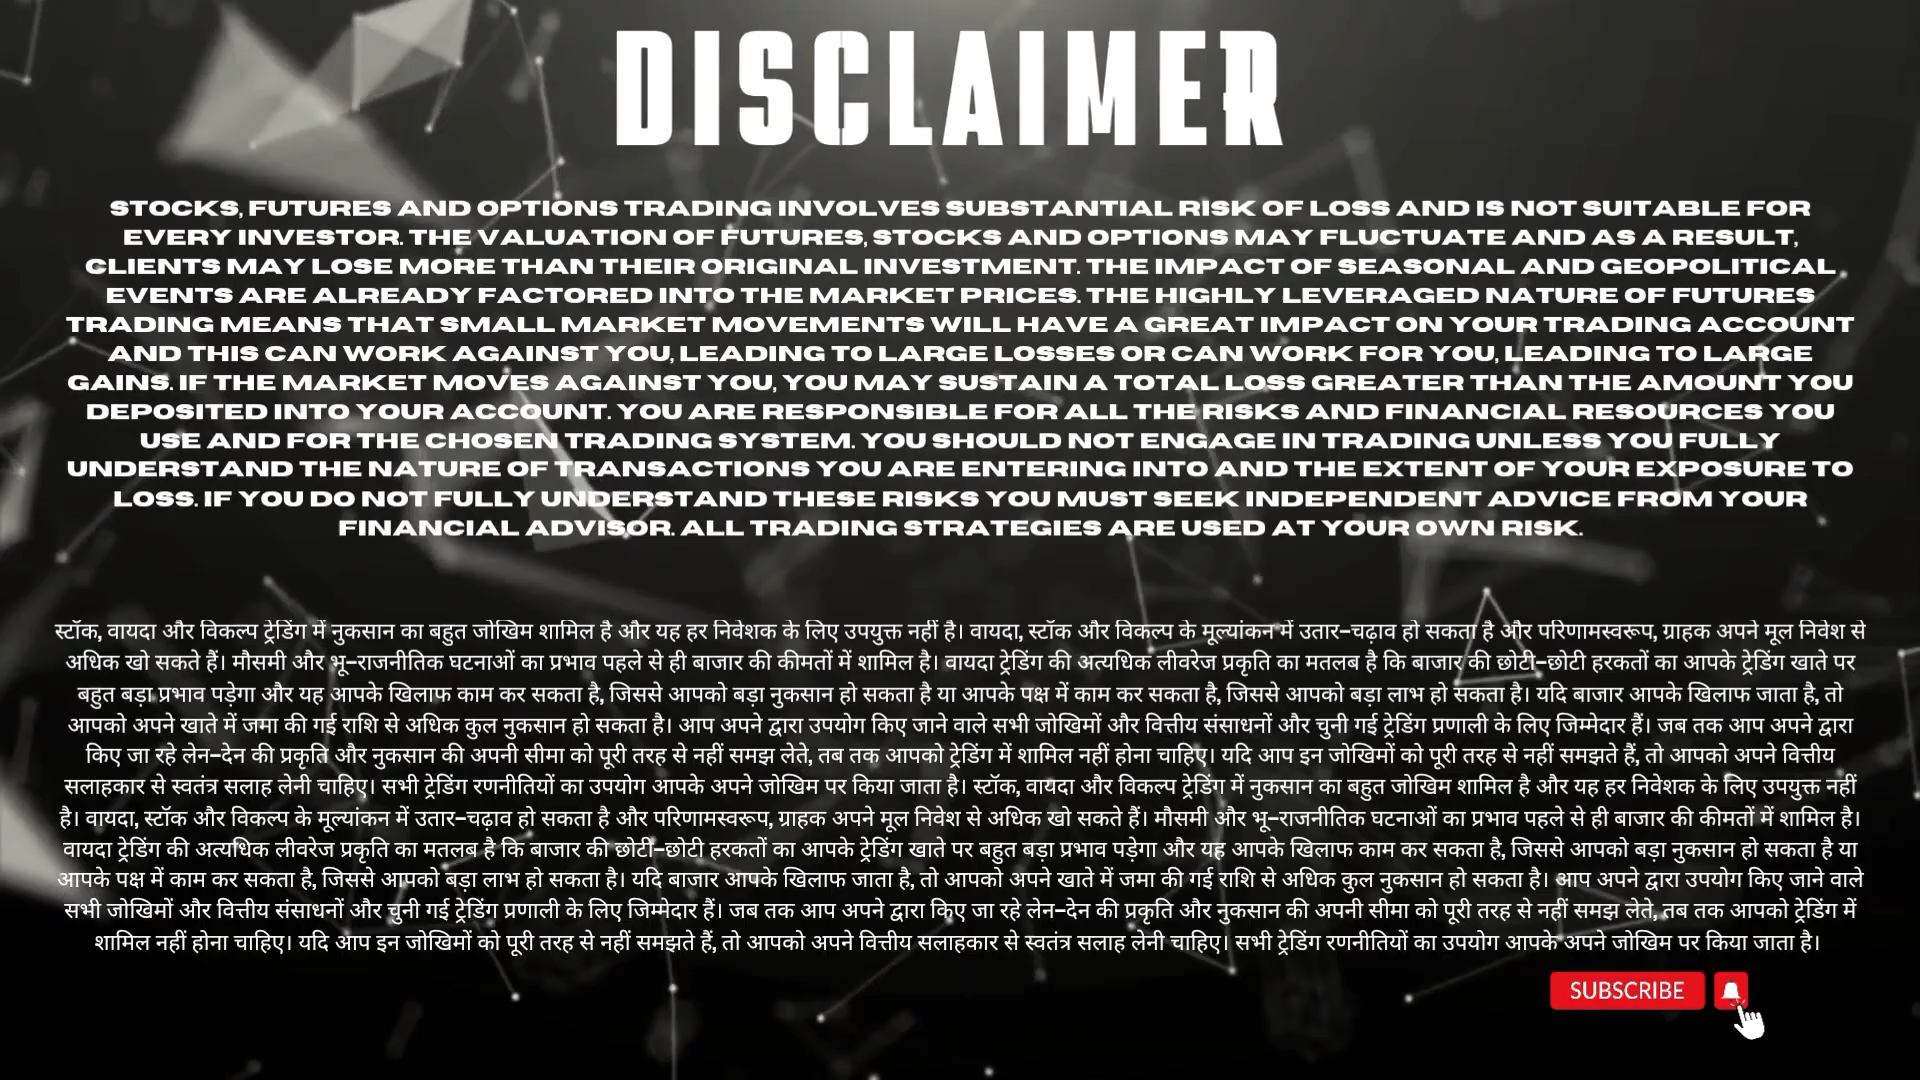 DISCLAIMER
STOCKS, FUTURES AND OPTIONS TRADING INVOLVES SUBSTANTIAL RISK OF LOSS AND IS NOT SUITABLE FOR
EVERY INVESTOR. THE VALUATION OF FUTURES, STOCKS AND OPTIONS MAY FLUCTUATE AND AS A RESULT,
CLIENTS MAY LOSE MORE THAN THEIR ORIGINAL INVESTMENT. THE IMPACT OF SEASONAL AND GEOPOLITICAL
EVENTS ARE ALREADY FACTORED INTO THE MARKET PRICES. THE HIGHLY LEVERAGED NATURE OF FUTURES
TRADING MEANS THAT SMALL MARKET MOVEMENTS WILL HAVE A GREAT IMPACT ON YOUR TRADING ACCOUNT
AND THIS CAN WORK AGAINST YOU, LEADING TO LARGE LOSSES OR CAN WORK FOR YOU, LEADING TO LARGE
GAINS. IF THE MARKET MOVES AGAINST YOU, YOU MAY SUSTAIN A TOTAL LOSS GREATER THAN THE AMOUNT YOU
DEPOSITED INTO YOUR ACCOUNT. YOU ARE RESPONSIBLE FOR ALL THE RISKS AND FINANCIAL RESOURCES YOU
USE AND FOR THE CHOSEN TRADING SYSTEM. YOU SHOULD NOT ENGAGE IN TRADING UNLESS YOU FULLY
UNDERSTAND THE NATURE OF TRANSACTIONS YOU ARE ENTERING INTO AND THE EXTENT OF YOUR EXPOSURE TO
LOSS. IF YOU DO NOT FULLY UNDERSTAND THESE RISKS YOU MUST SEEK INDEPENDENT ADVICE FROM YOUR
FINANCIAL ADVISOR. ALL TRADING STRATEGIES ARE USED AT YOUR OWN RISK.
स्टॉक, वायदा और विकल्प ट्रेडिंग में नुकसान का बहुत जोखिम शामिल है और यह हर निवेशक के लिए उपयुक्त नहीं है। वायदा, स्टॉक और विकल्प के मूल्यांकन में उतार-चढ़ाव हो सकता है और परिणामस्वरूप, ग्राहक अपने मूल निवेश से
अधिक खो सकते हैं। मौसमी और भू-राजनीतिक घटनाओं का प्रभाव पहले से ही बाजार की कीमतों में शामिल है। वायदा ट्रेडिंग की अत्यधिक लीवरेज प्रकृति का मतलब है कि बाजार की छोटी-छोटी हरकतों का आपके ट्रेडिंग खाते पर
बहुत बड़ा प्रभाव पड़ेगा और यह आपके खिलाफ काम कर सकता है, जिससे आपको बड़ा नुकसान हो सकता है या आपके पक्ष में काम कर सकता है, जिससे आपको बड़ा लाभ हो सकता है। यदि बाजार आपके खिलाफ जाता है, तो
आपको अपने खाते में जमा की गई राशि से अधिक कुल नुकसान हो सकता है। आप अपने द्वारा उपयोग किए जाने वाले सभी जोखिमों और वित्तीय संसाधनों और चुनी गई ट्रेडिंग प्रणाली के लिए जिम्मेदार हैं। जब तक आप अपने द्वारा
किए जा रहे लेन-देन की प्रकृति और नुकसान की अपनी सीमा को पूरी तरह से नहीं समझ लेते, तब तक आपको ट्रेडिंग में शामिल नहीं होना चाहिए। यदि आप इन जोखिमों को पूरी तरह से नहीं समझते हैं, तो आपको अपने वित्तीय
सलाहकार से स्वतंत्र सलाह लेनी चाहिए। सभी ट्रेडिंग रणनीतियों का उपयोग आपके अपने जोखिम पर किया जाता है। स्टॉक, वायदा और विकल्प ट्रेडिंग में नुकसान का बहुत जोखिम शामिल है और यह हर निवेशक के लिए उपयुक्त नहीं
है। वायदा, स्टॉक और विकल्प के मूल्यांकन में उतार-चढ़ाव हो सकता है और परिणामस्वरूप, ग्राहक अपने मूल निवेश से अधिक खो सकते हैं। मौसमी और भू-राजनीतिक घटनाओं का प्रभाव पहले से ही बाजार की कीमतों में शामिल है।
वायदा ट्रेडिंग की अत्यधिक लीवरेज प्रकृति का मतलब है कि बाजार की छोटी-छोटी हरकतों का आपके ट्रेडिंग खाते पर बहुत बड़ा प्रभाव पड़ेगा और यह आपके खिलाफ काम कर सकता है, जिससे आपको बड़ा नुकसान हो सकता है या
आपके पक्ष में काम कर सकता है, जिससे आपको बड़ा लाभ हो सकता है। यदि बाजार आपके खिलाफ जाता है, तो आपको अपने खाते में जमा की गई राशि से अधिक कुल नुकसान हो सकता है। आप अपने द्वारा उपयोग किए जाने वाले
सभी जोखिमों और वित्तीय संसाधनों और चुनी गई ट्रेडिंग प्रणाली के लिए जिम्मेदार हैं। जब तक आप अपने द्वारा किए जा रहे लेन-देन की प्रकृति और नुकसान की अपनी सीमा को पूरी तरह से नहीं समझ लेते, तब तक आपको ट्रेडिंग में
शामिल नहीं होना चाहिए। यदि आप इन जोखिमों को पूरी तरह से नहीं समझते हैं, तो आपको अपने वित्तीय सलाहकार से स्वतंत्र सलाह लेनी चाहिए। सभी ट्रेडिंग रणनीतियों का उपयोग आपके अपने जोखिम पर किया जाता है।
SUBSCRIBE